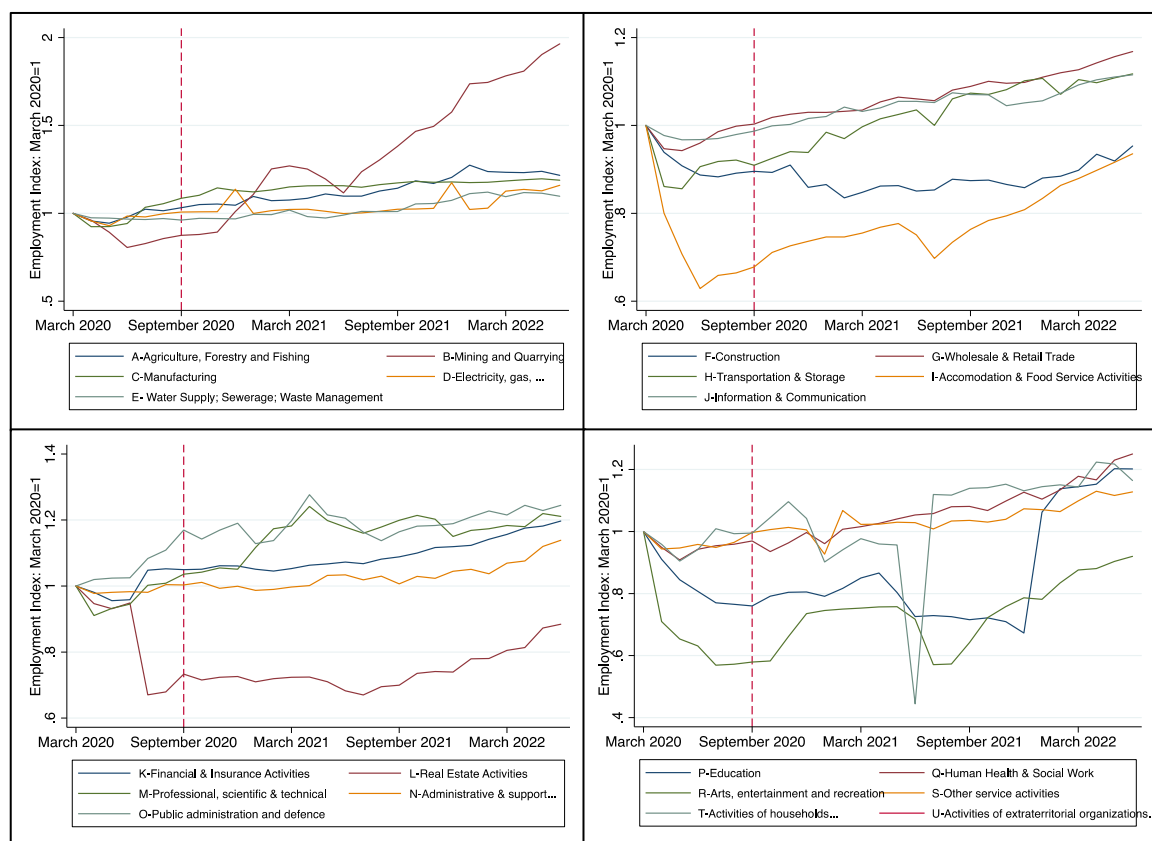 Employment Index: March 2020=1
2
1.5
1
.5
March 2020 September 2020 March 2021 September 2021 March 2022
A-Agriculture, Forestry and Fishing B-Mining and Quarrying
C-Manufacturing D-Electricity, gas, ...
E- Water Supply; Sewerage; Waste Management
Employment Index: March 2020=1
1.2
1
.8
.6
March 2020 September 2020 March 2021 September 2021 March 2022
F-Construction G-Wholesale & Retail Trade
H-Transportation & Storage I-Accomodation & Food Service Activities
J-Information & Communication
Employment Index: March 2020=1
1.4
1.2
1
.8
.6
March 2020 September 2020 March 2021 September 2021 March 2022
K-Financial & Insurance Activities L-Real Estate Activities
M-Professional, scientific & technical N-Administrative & support...
O-Public administration and defence
Employment Index: March 2020=1
1.2
1
.8
.6
.4
March 2020 September 2020 March 2021 September 2021 March 2022
P-Education Q-Human Health & Social Work
R-Arts, entertainment and recreation S-Other service activities
T-Activities of households... U-Activities of extraterritorial organizations...